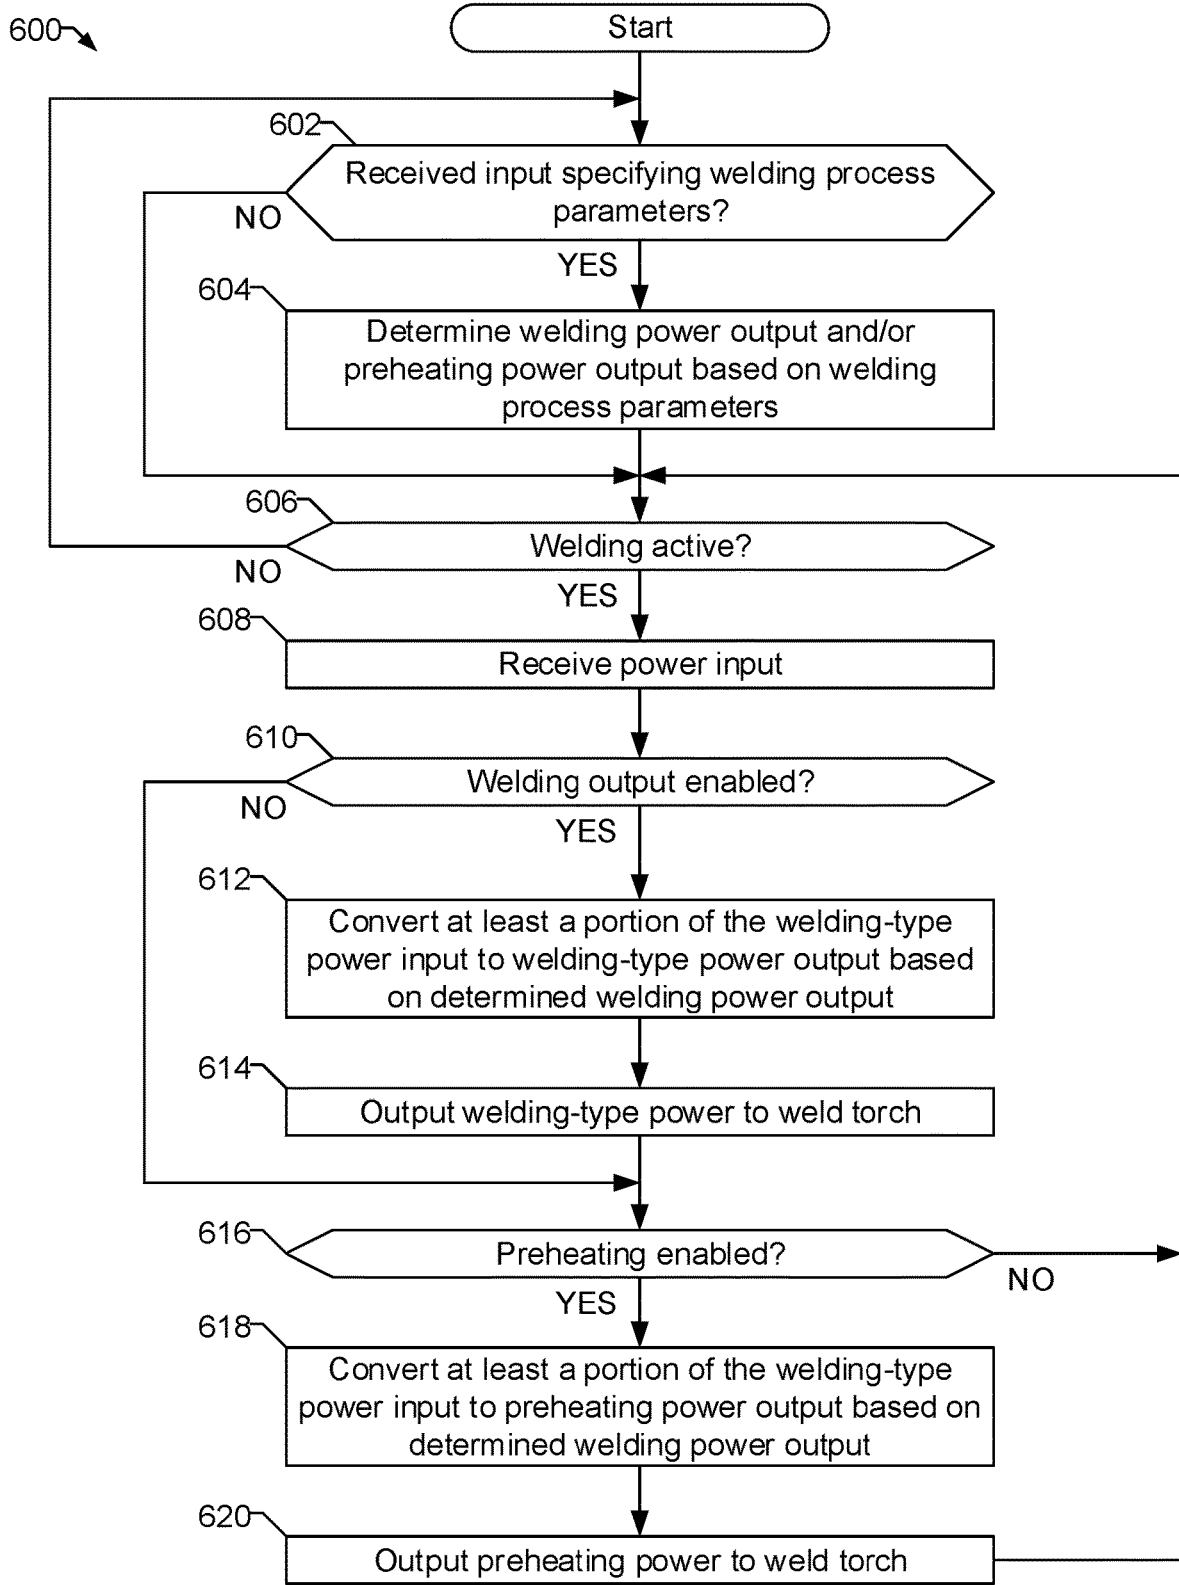 600
Start
602
Received input specifying welding process
parameters?
NO
YES
604
Determine welding power output and/or
preheating power output based on welding
process parameters
606
Welding active?
NO
YES
608
Receive power input
610
Welding output enabled?
NO
YES
612
Convert at least a portion of the welding-type
power input to welding-type power output based
on determined welding power output
614
Output welding-type power to weld torch
616
Preheating enabled?
NO
YES
618
Convert at least a portion of the welding-type
power input to preheating power output based on
determined welding power output
620
Output preheating power to weld torch